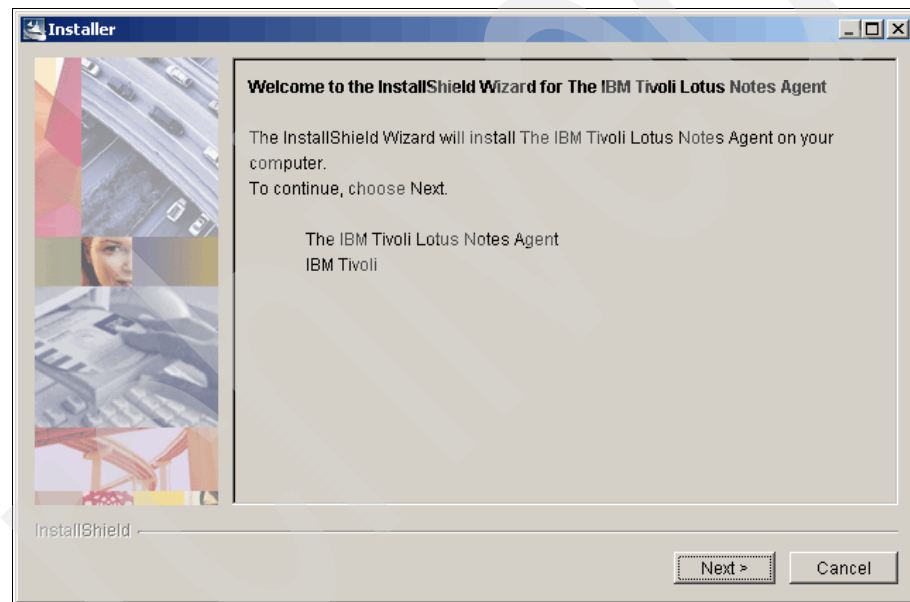 Installer
Welcome to the InstallShield Wizard for The IBM Tivoli Lotus Notes Agent
The InstallShield Wizard will install The IBM Tivoli Lotus Notes Agent on your
computer.
To continue, choose Next.
The IBM Tivoli Lotus Notes Agent
IBM Tivoli
InstallShield
Next >
Cancel